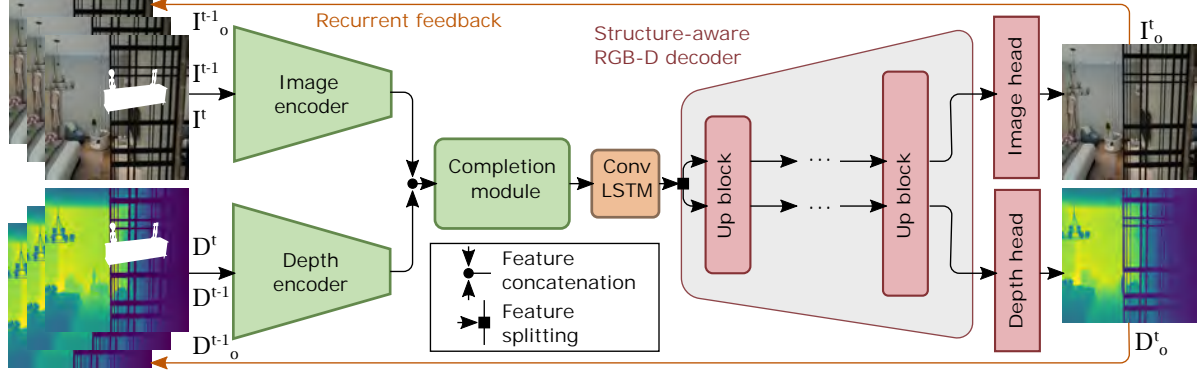 Recurrent feedback
I^{t-1}_o
I^{t-1}
I^t
Image
encoder
D^t
D^{t-1}
D^{t-1}_o
Depth
encoder
Completion
module
Conv
LSTM
Feature
concatenation
Feature
splitting
Structure-aware
RGB-D decoder
Up block
...
...
Up block
Image head
Depth head
I^t_o
D^t_o